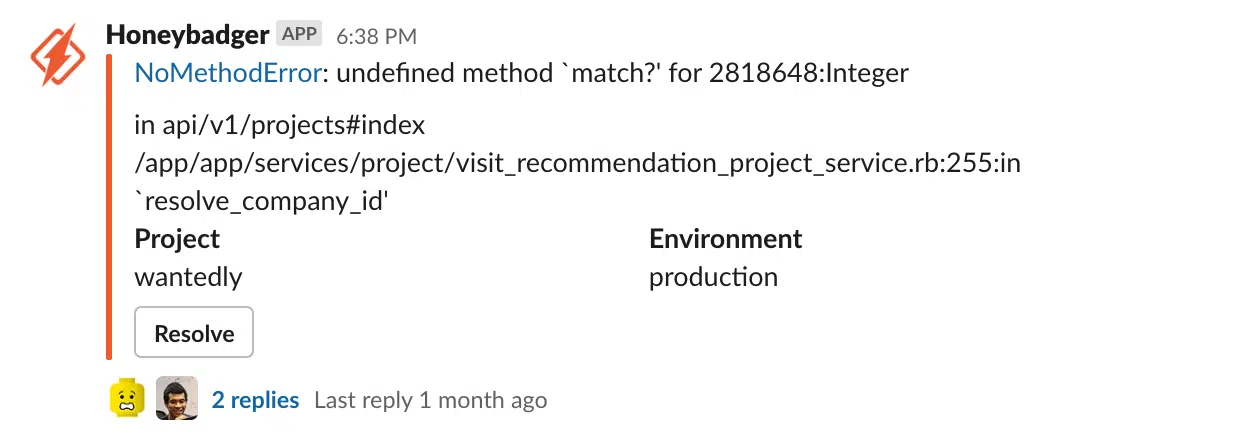 Honeybadger APP 6:38 PM
NoMethodError: undefined method `match?' for 2818648:Integer
in api/v1/projects#index
/app/app/services/project/visit_recommendation_project_service.rb:255:in
`resolve_company_id'
Project Environment
wantedly production
Resolve
2 replies Last reply 1 month ago